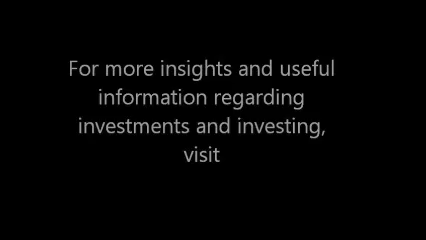 For more insights and useful
information regarding
investments and investing,
visit